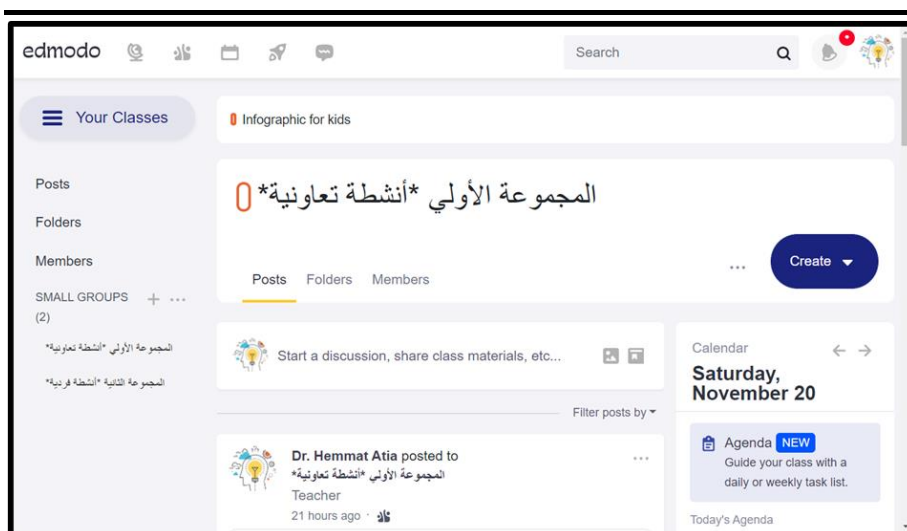 edmodo
Search
Your Classes
Infographic for kids
Posts
Folders
Members
SMALL GROUPS
(2)
المجموعة الأولي *أنشطة تعاونية*
المجموعة الثانية *أنشطة فردية*
المجموعة الأولي *أنشطة تعاونية*
Create
Posts Folders Members
Start a discussion, share class materials, etc...
Filter posts by
Dr. Hemmat Atia posted to
المجموعة الأولي *أنشطة تعاونية*
Teacher
21 hours ago
Calendar
Saturday,
November 20
Agenda NEW
Guide your class with a
daily or weekly task list.
Today's Agenda